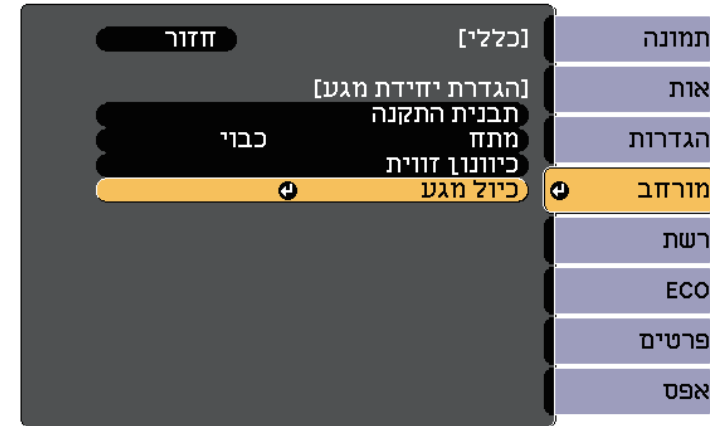 תמונה
אות
הגדרות
מורחב
רשת
ECO
פרטים
אפס
[כללי] חזור
[הגדרת יחידת מגע]
תבנית התקנה
מתח כבוי
כיוונון זווית
כיול מגע